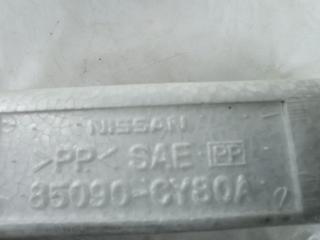 NISSAN
>PP< SAE PP
85090-CY80A